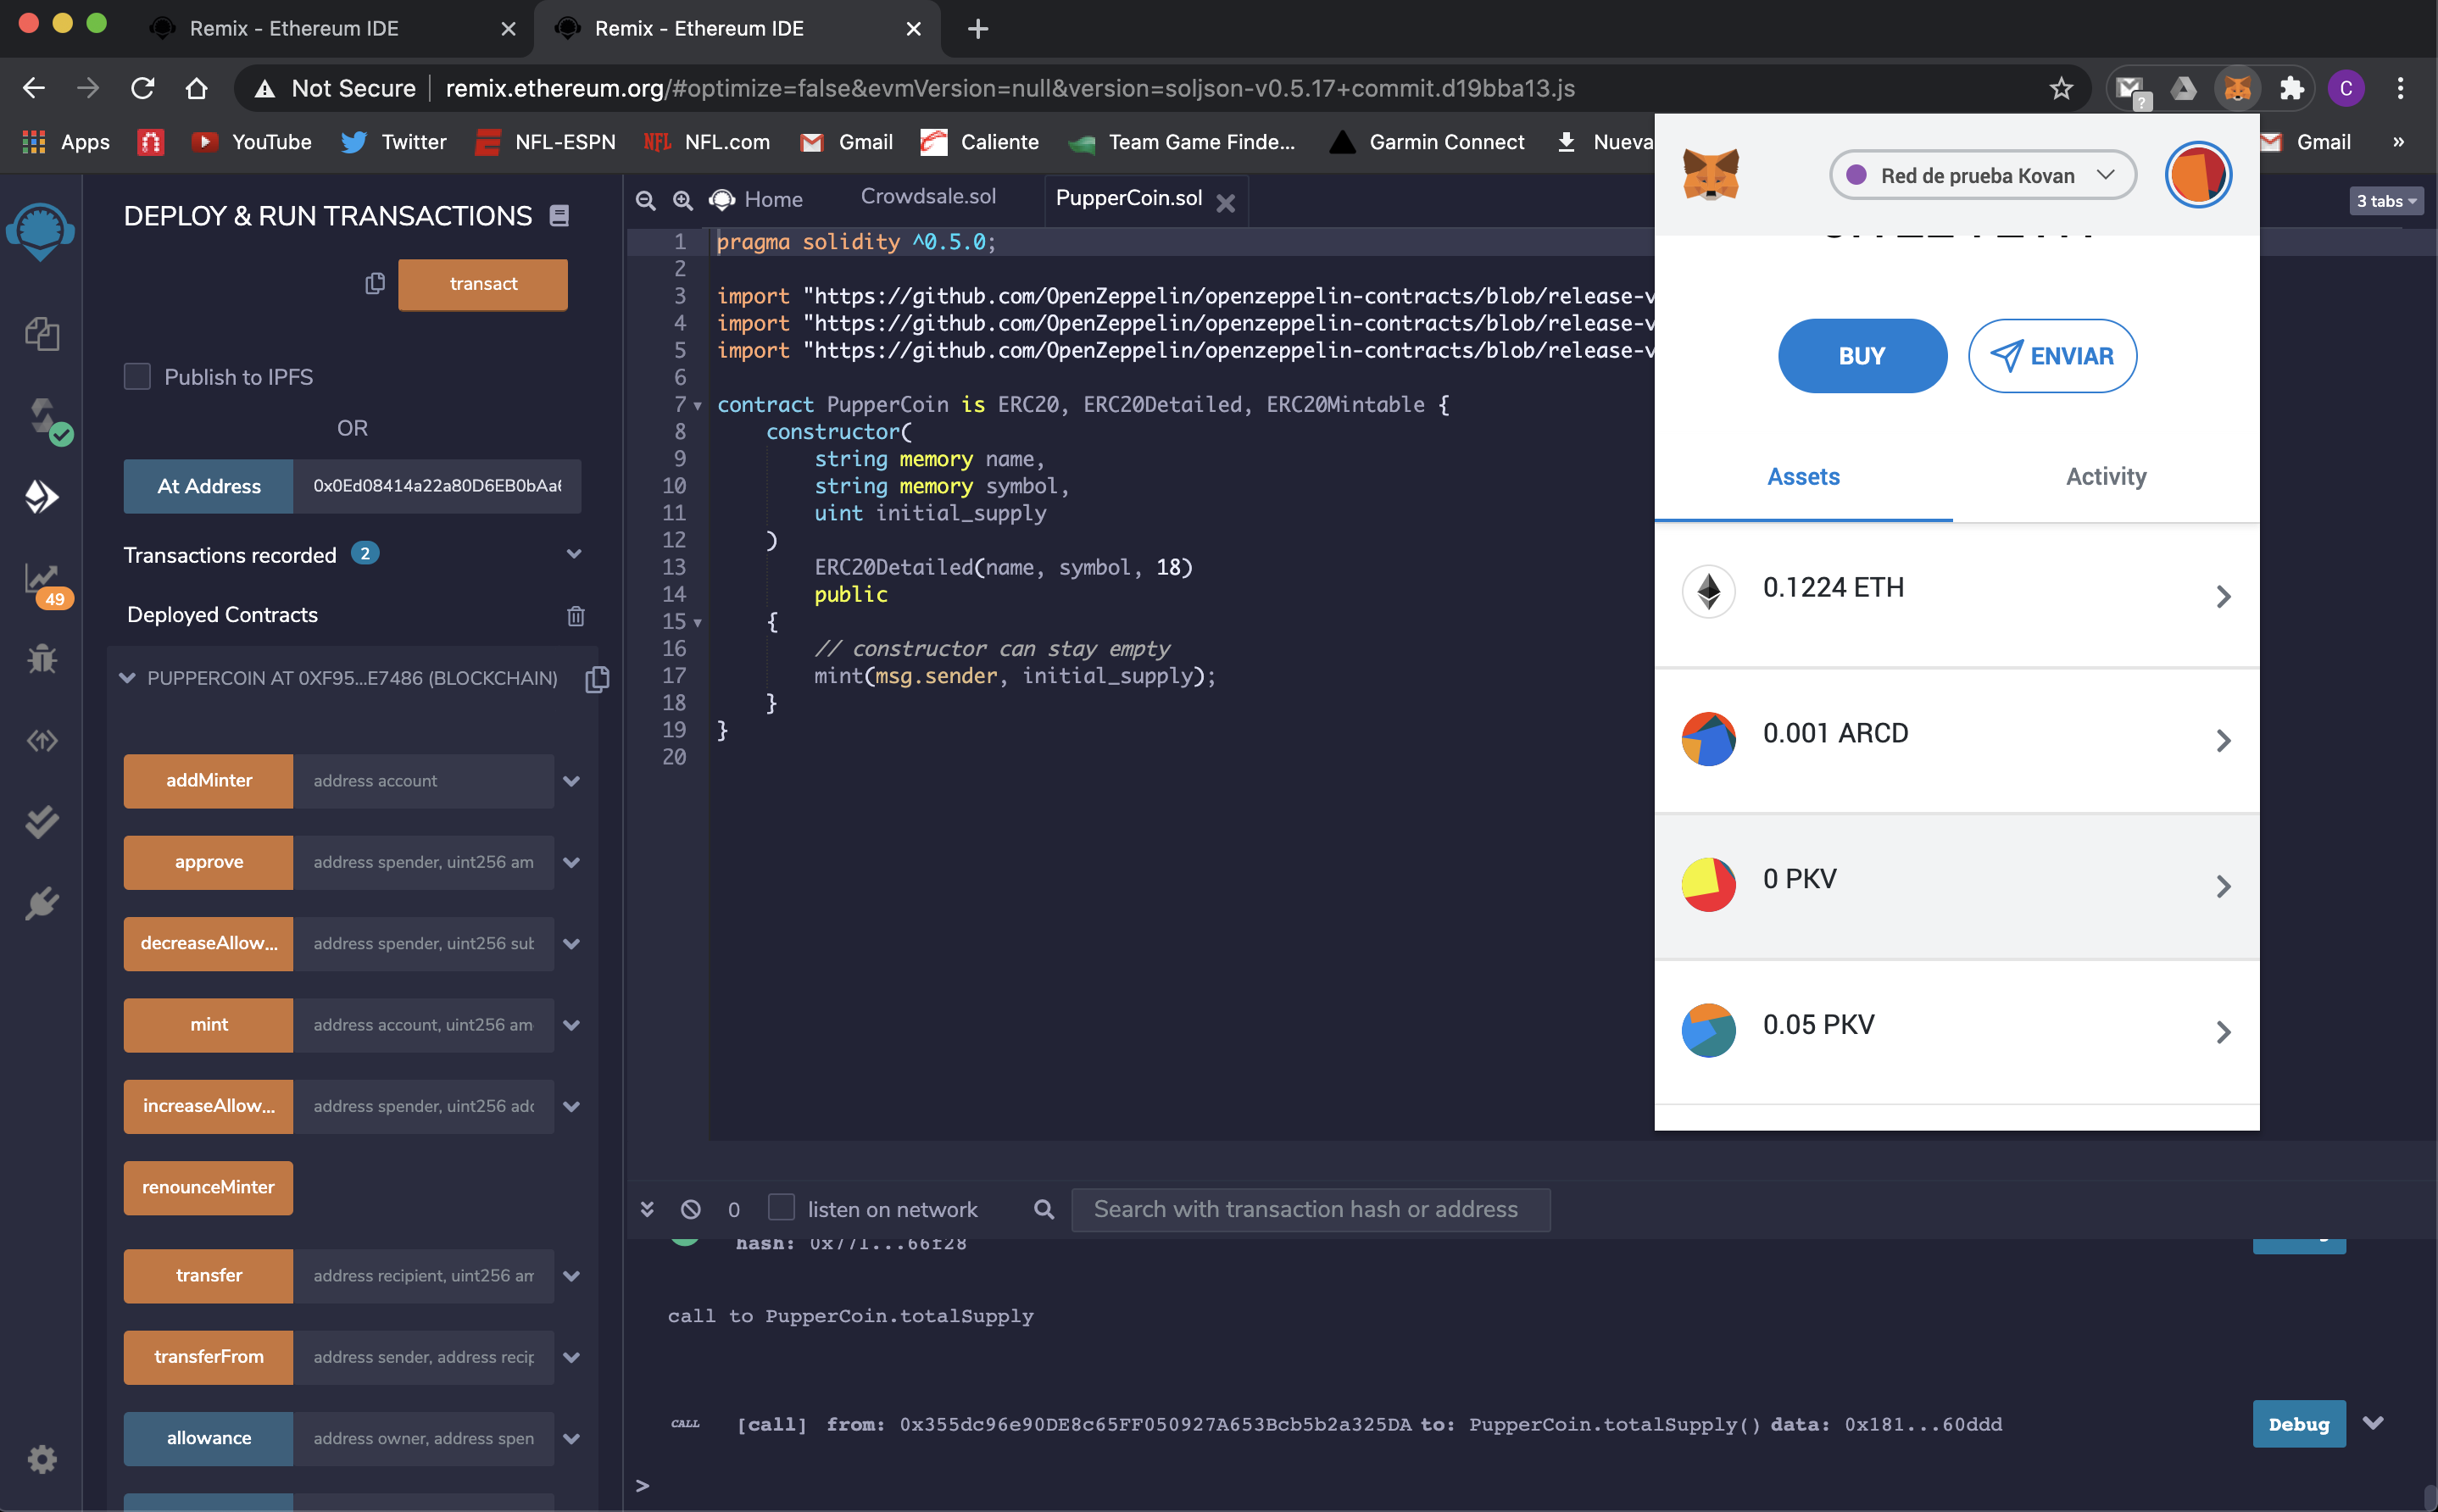 Remix - Ethereum IDE
Remix - Ethereum IDE
Not Secure
remix.ethereum.org/#optimize=false&evmVersion=null&version=soljson-v0.5.17+commit.d19bba13.js
C
?
Apps
YouTube
Twitter
NFL-ESPN
NFL
NFL.com
Gmail
Caliente
Team Game Finde...
Garmin Connect
Nueva
Gmail
»
DEPLOY & RUN TRANSACTIONS
transact
Publish to IPFS
OR
At Address
0x0Ed08414a22a80D6EB0bAa
Transactions recorded 2
Deployed Contracts
PUPPERCOIN AT 0XF95...E7486 (BLOCKCHAIN)
addMinter
address account
approve
address spender, uint256 am
decreaseAllow...
address spender, uint256 sub
mint
address account, uint256 am
increaseAllow...
address spender, uint256 add
renounceMinter
transfer
address recipient, uint256 am
transferFrom
address sender, address recip
allowance
address owner, address spen
49
Home
Crowdsale.sol
PupperCoin.sol
3 tabs
1 pragma solidity ^0.5.0;
2
3 import "https://github.com/OpenZeppelin/openzeppelin-contracts/blob/release-v
4 import "https://github.com/OpenZeppelin/openzeppelin-contracts/blob/release-v
5 import "https://github.com/OpenZeppelin/openzeppelin-contracts/blob/release-v
6
7 contract PupperCoin is ERC20, ERC20Detailed, ERC20Mintable {
8 constructor(
9 string memory name,
10 string memory symbol,
11 uint initial_supply
12 )
13 ERC20Detailed(name, symbol, 18)
14 public
15 {
16 // constructor can stay empty
17 mint(msg.sender, initial_supply);
18 }
19 }
20
Red de prueba Kovan
BUY
ENVIAR
Assets
Activity
0.1224 ETH
0.001 ARCD
0 PKV
0.05 PKV
0
listen on network
Search with transaction hash or address
hash: 0x771...66f28
call to PupperCoin.totalSupply
CALL
[call] from: 0x355dc96e90DE8c65FF050927A653Bcb5b2a325DA to: PupperCoin.totalSupply() data: 0x181...60ddd
Debug
>